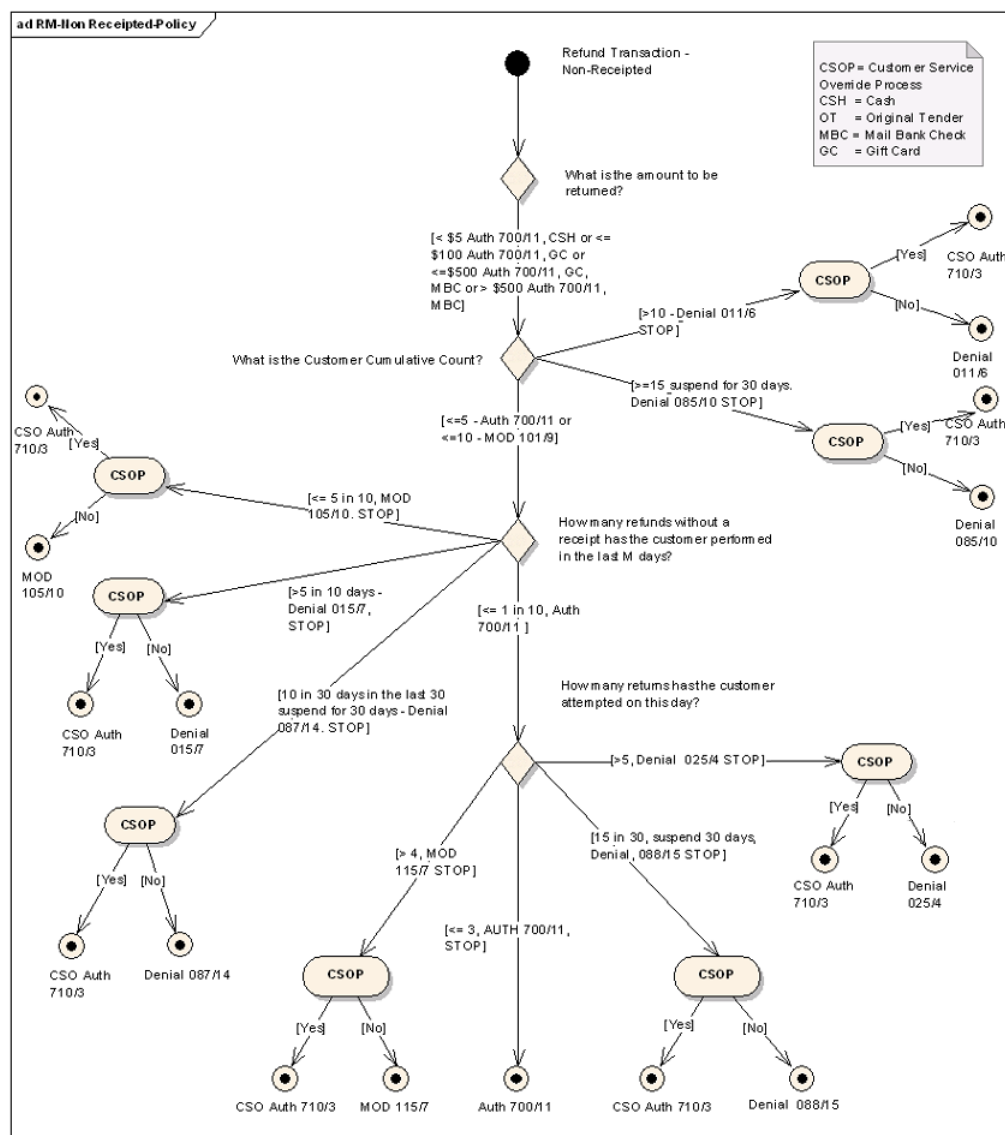 ad RM-Non Receipted-Policy
Refund Transaction -
Non-Receipted
CSOP = Customer Service
Override Process
CSH = Cash
OT = Original Tender
MBC = Mail Bank Check
GC = Gift Card
What is the amount to be
returned?
[< $5 Auth 700/11, CSH or <=
$100 Auth 700/11, GC or
<=$500 Auth 700/11, GC,
MBC or > $500 Auth 700/11,
MBC]
CSOP
[Yes]
CSO Auth
710/3
[No]
Denial
011/6
[>10 - Denial 011/6
STOP]
What is the Customer Cumulative Count?
[>=15 suspend for 30 days.
Denial 085/10 STOP]
CSOP
[Yes]
CSO Auth
710/3
[No]
Denial
085/10
[<=5 - Auth 700/11 or
<=10 - MOD 101/9]
CSO Auth
710/3
[Yes]
CSOP
[No]
MOD
105/10
[<= 5 in 10, MOD
105/10. STOP]
How many refunds without a
receipt has the customer performed
in the last M days?
[>5 in 10 days -
Denial 015/7,
STOP]
CSOP
[Yes]
[No]
CSO Auth
710/3
Denial
015/7
[<= 1 in 10, Auth
700/11 ]
[10 in 30 days in the last 30
suspend for 30 days - Denial
087/14. STOP]
How many returns has the customer
attempted on this day?
[>5, Denial 025/4 STOP]
CSOP
[Yes]
[No]
CSO Auth
710/3
Denial
025/4
CSOP
[Yes]
[No]
CSO Auth
710/3
Denial 087/14
[> 4, MOD
115/7 STOP]
[15 in 30, suspend 30 days,
Denial, 088/15 STOP]
[<= 3, AUTH 700/11,
STOP]
CSOP
[Yes]
[No]
CSO Auth 710/3
MOD 115/7
Auth 700/11
CSOP
[Yes]
[No]
CSO Auth 710/3
Denial 088/15